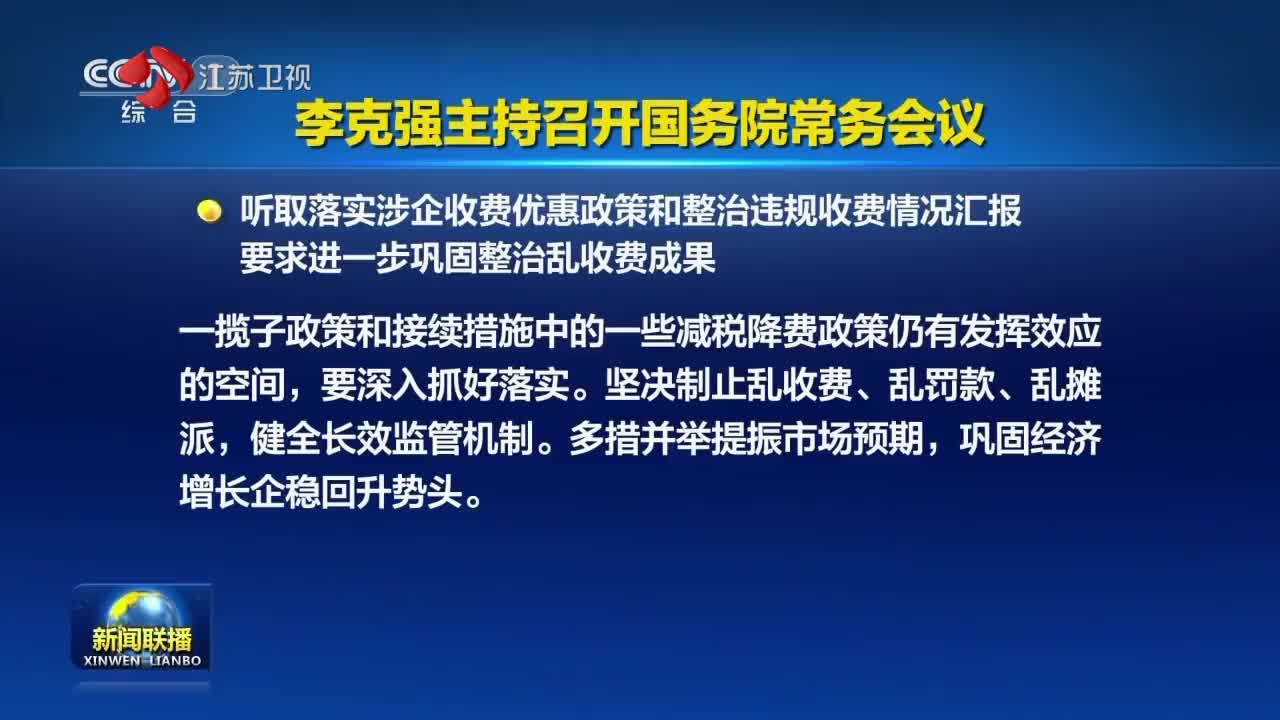 CCTV 江苏卫视
综合
李克强主持召开国务院常务会议
听取落实涉企收费优惠政策和整治违规收费情况汇报
要求进一步巩固整治乱收费成果
一揽子政策和接续措施中的一些减税降费政策仍有发挥效应
的空间，要深入抓好落实。坚决制止乱收费、乱罚款、乱摊
派，健全长效监管机制。多措并举提振市场预期，巩固经济
增长企稳回升势头。
新闻联播
XINWEN LIANBO